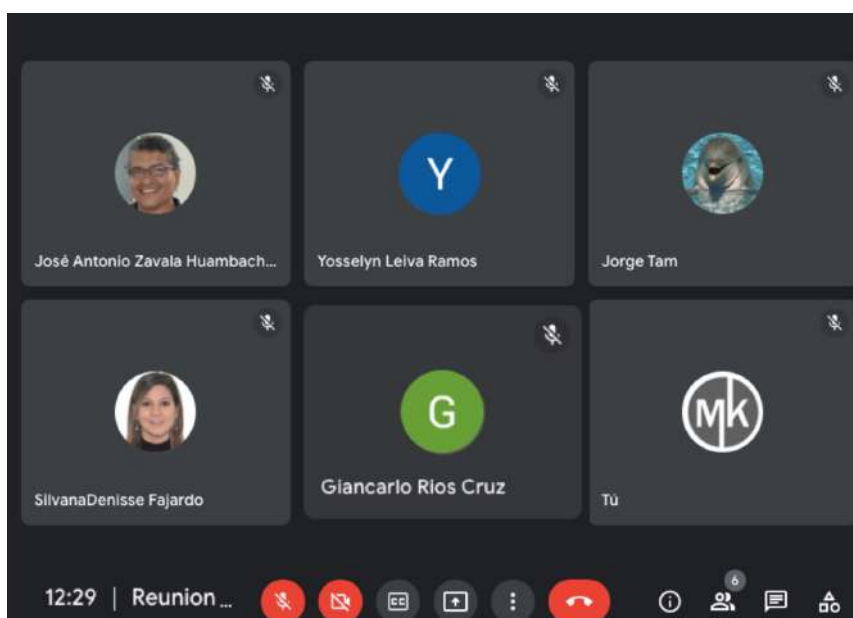 José Antonio Zavala Huambach...
Y
Yosselyn Leiva Ramos
Jorge Tam
SilvanaDenisse Fajardo
G
Giancarlo Rios Cruz
MK
Tú
12:29 | Reunion ...
CC
6